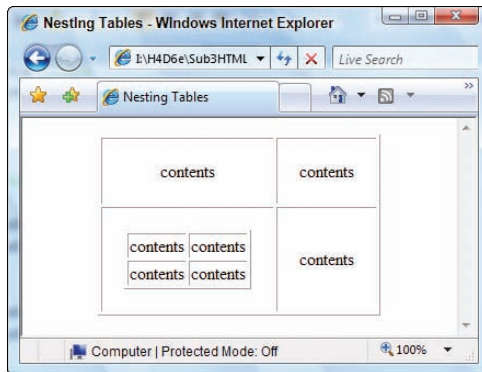 NestIng Tables - WIndows Internet Explorer
I:\H4D6e\Sub3HTML
Live Search
Nesting Tables
contents contents
contents contents
contents contents
contents
Computer | Protected Mode: Off 100%